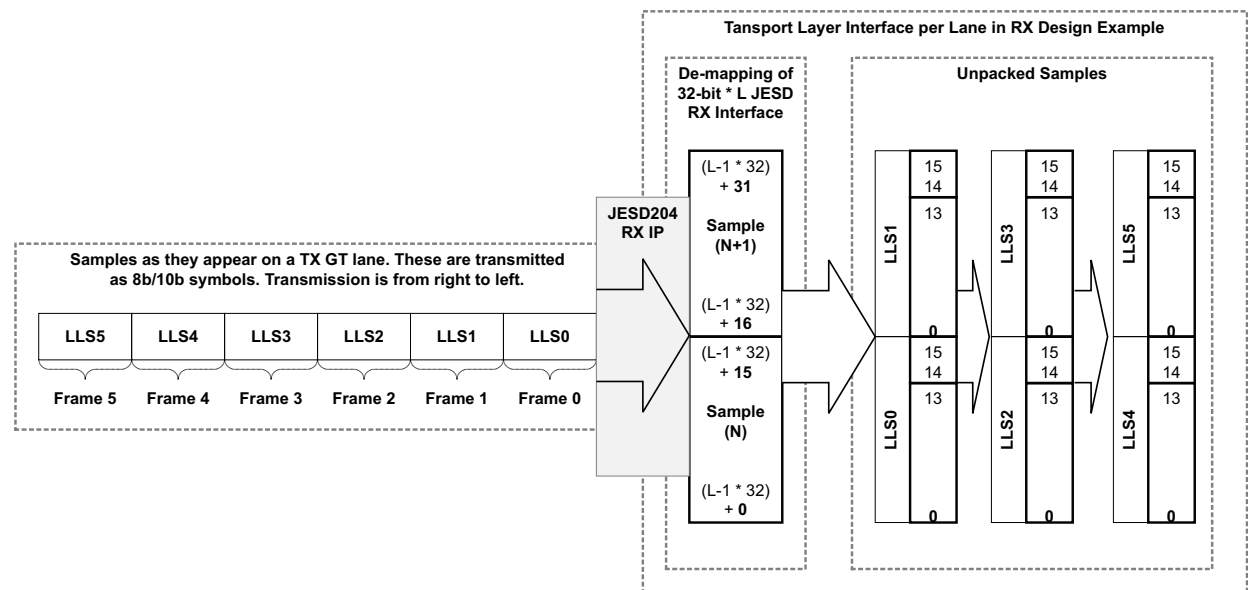 Tansport Layer Interface per Lane in RX Design Example
De-mapping of
32-bit * L JESD
RX Interface
Unpacked Samples
Samples as they appear on a TX GT lane. These are transmitted
as 8b/10b symbols. Transmission is from right to left.
LLS5 LLS4 LLS3 LLS2 LLS1 LLS0
Frame 5 Frame 4 Frame 3 Frame 2 Frame 1 Frame 0
JESD204
RX IP
(L-1 * 32)
+ 31
Sample
(N+1)
(L-1 * 32)
+ 16
(L-1 * 32)
+ 15
Sample
(N)
(L-1 * 32)
+ 0
LLS1
15
14
13
0
LLS0
15
14
13
0
LLS3
15
14
13
0
LLS2
15
14
13
0
LLS5
15
14
13
0
LLS4
15
14
13
0